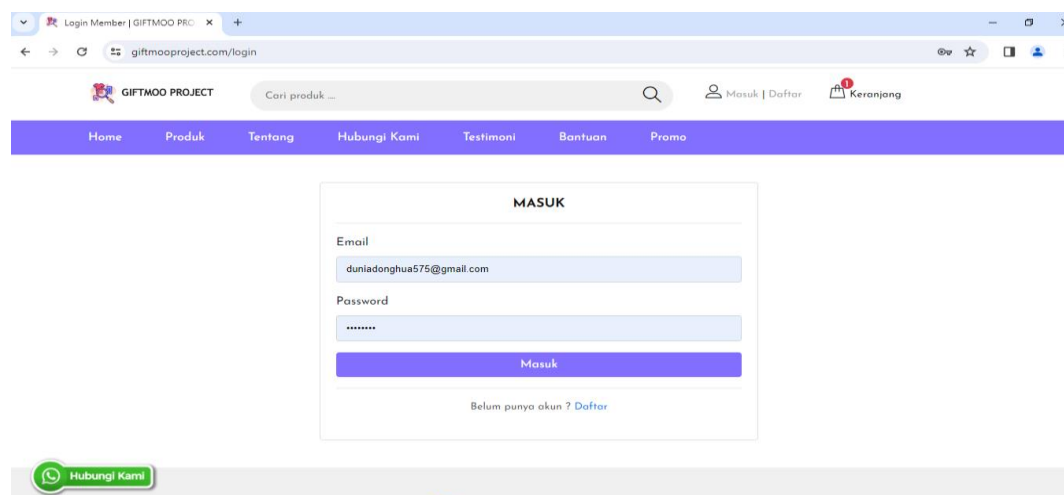 Login Member | GIFTMOO PRO
giftmooproject.com/login
GIFTMOO PROJECT
Cari produk ...
Masuk | Daftar
1
Keranjang
Home Produk Tentang Hubungi Kami Testimoni Bantuan Promo
MASUK
Email
duniadonghua575@gmail.com
Password
••••••••
Masuk
Belum punya akun ? Daftar
Hubungi Kami